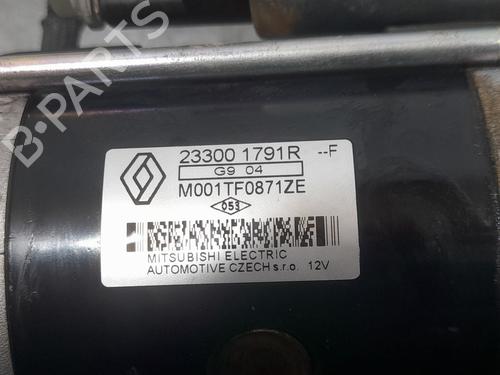 B-PARTS
23300 1791R --F
G9 04
M001TF0871ZE
053
MITSUBISHI ELECTRIC
AUTOMOTIVE CZECH s.r.o. 12V